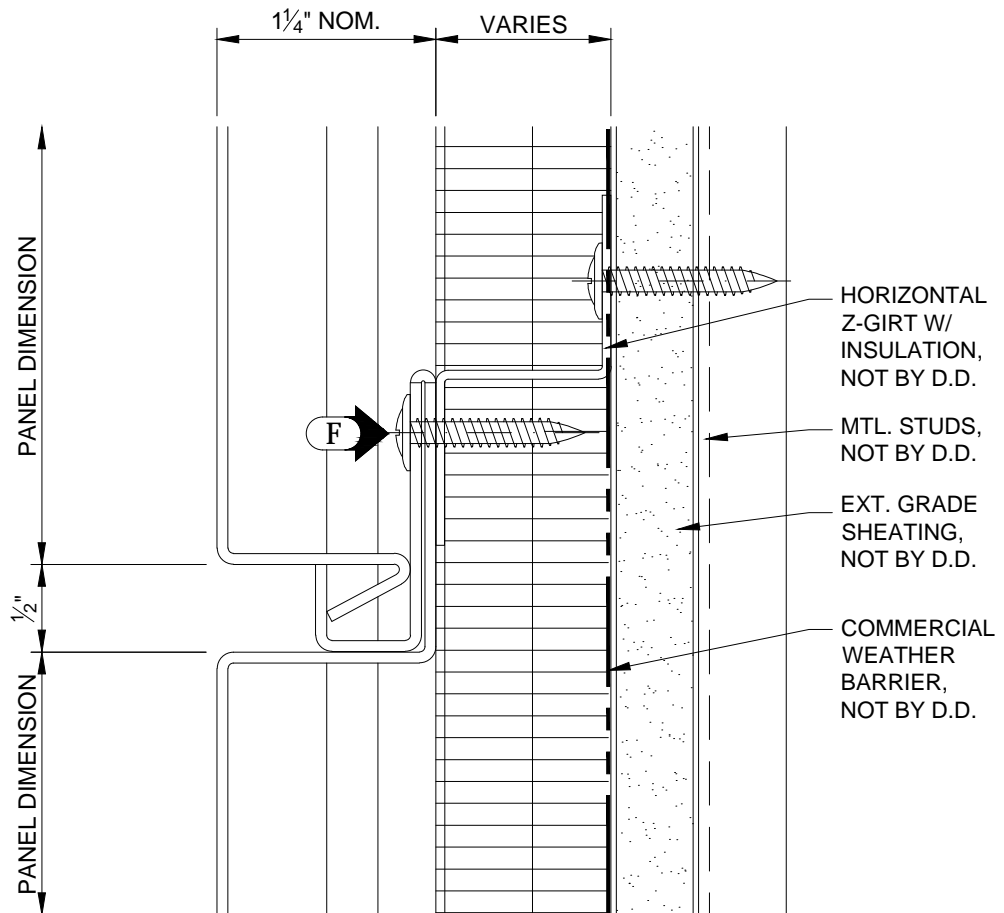 1¼" NOM.
VARIES
PANEL DIMENSION
½"
PANEL DIMENSION
F
HORIZONTAL
Z-GIRT W/
INSULATION,
NOT BY D.D.
MTL. STUDS,
NOT BY D.D.
EXT. GRADE
SHEATING,
NOT BY D.D.
COMMERCIAL
WEATHER
BARRIER,
NOT BY D.D.